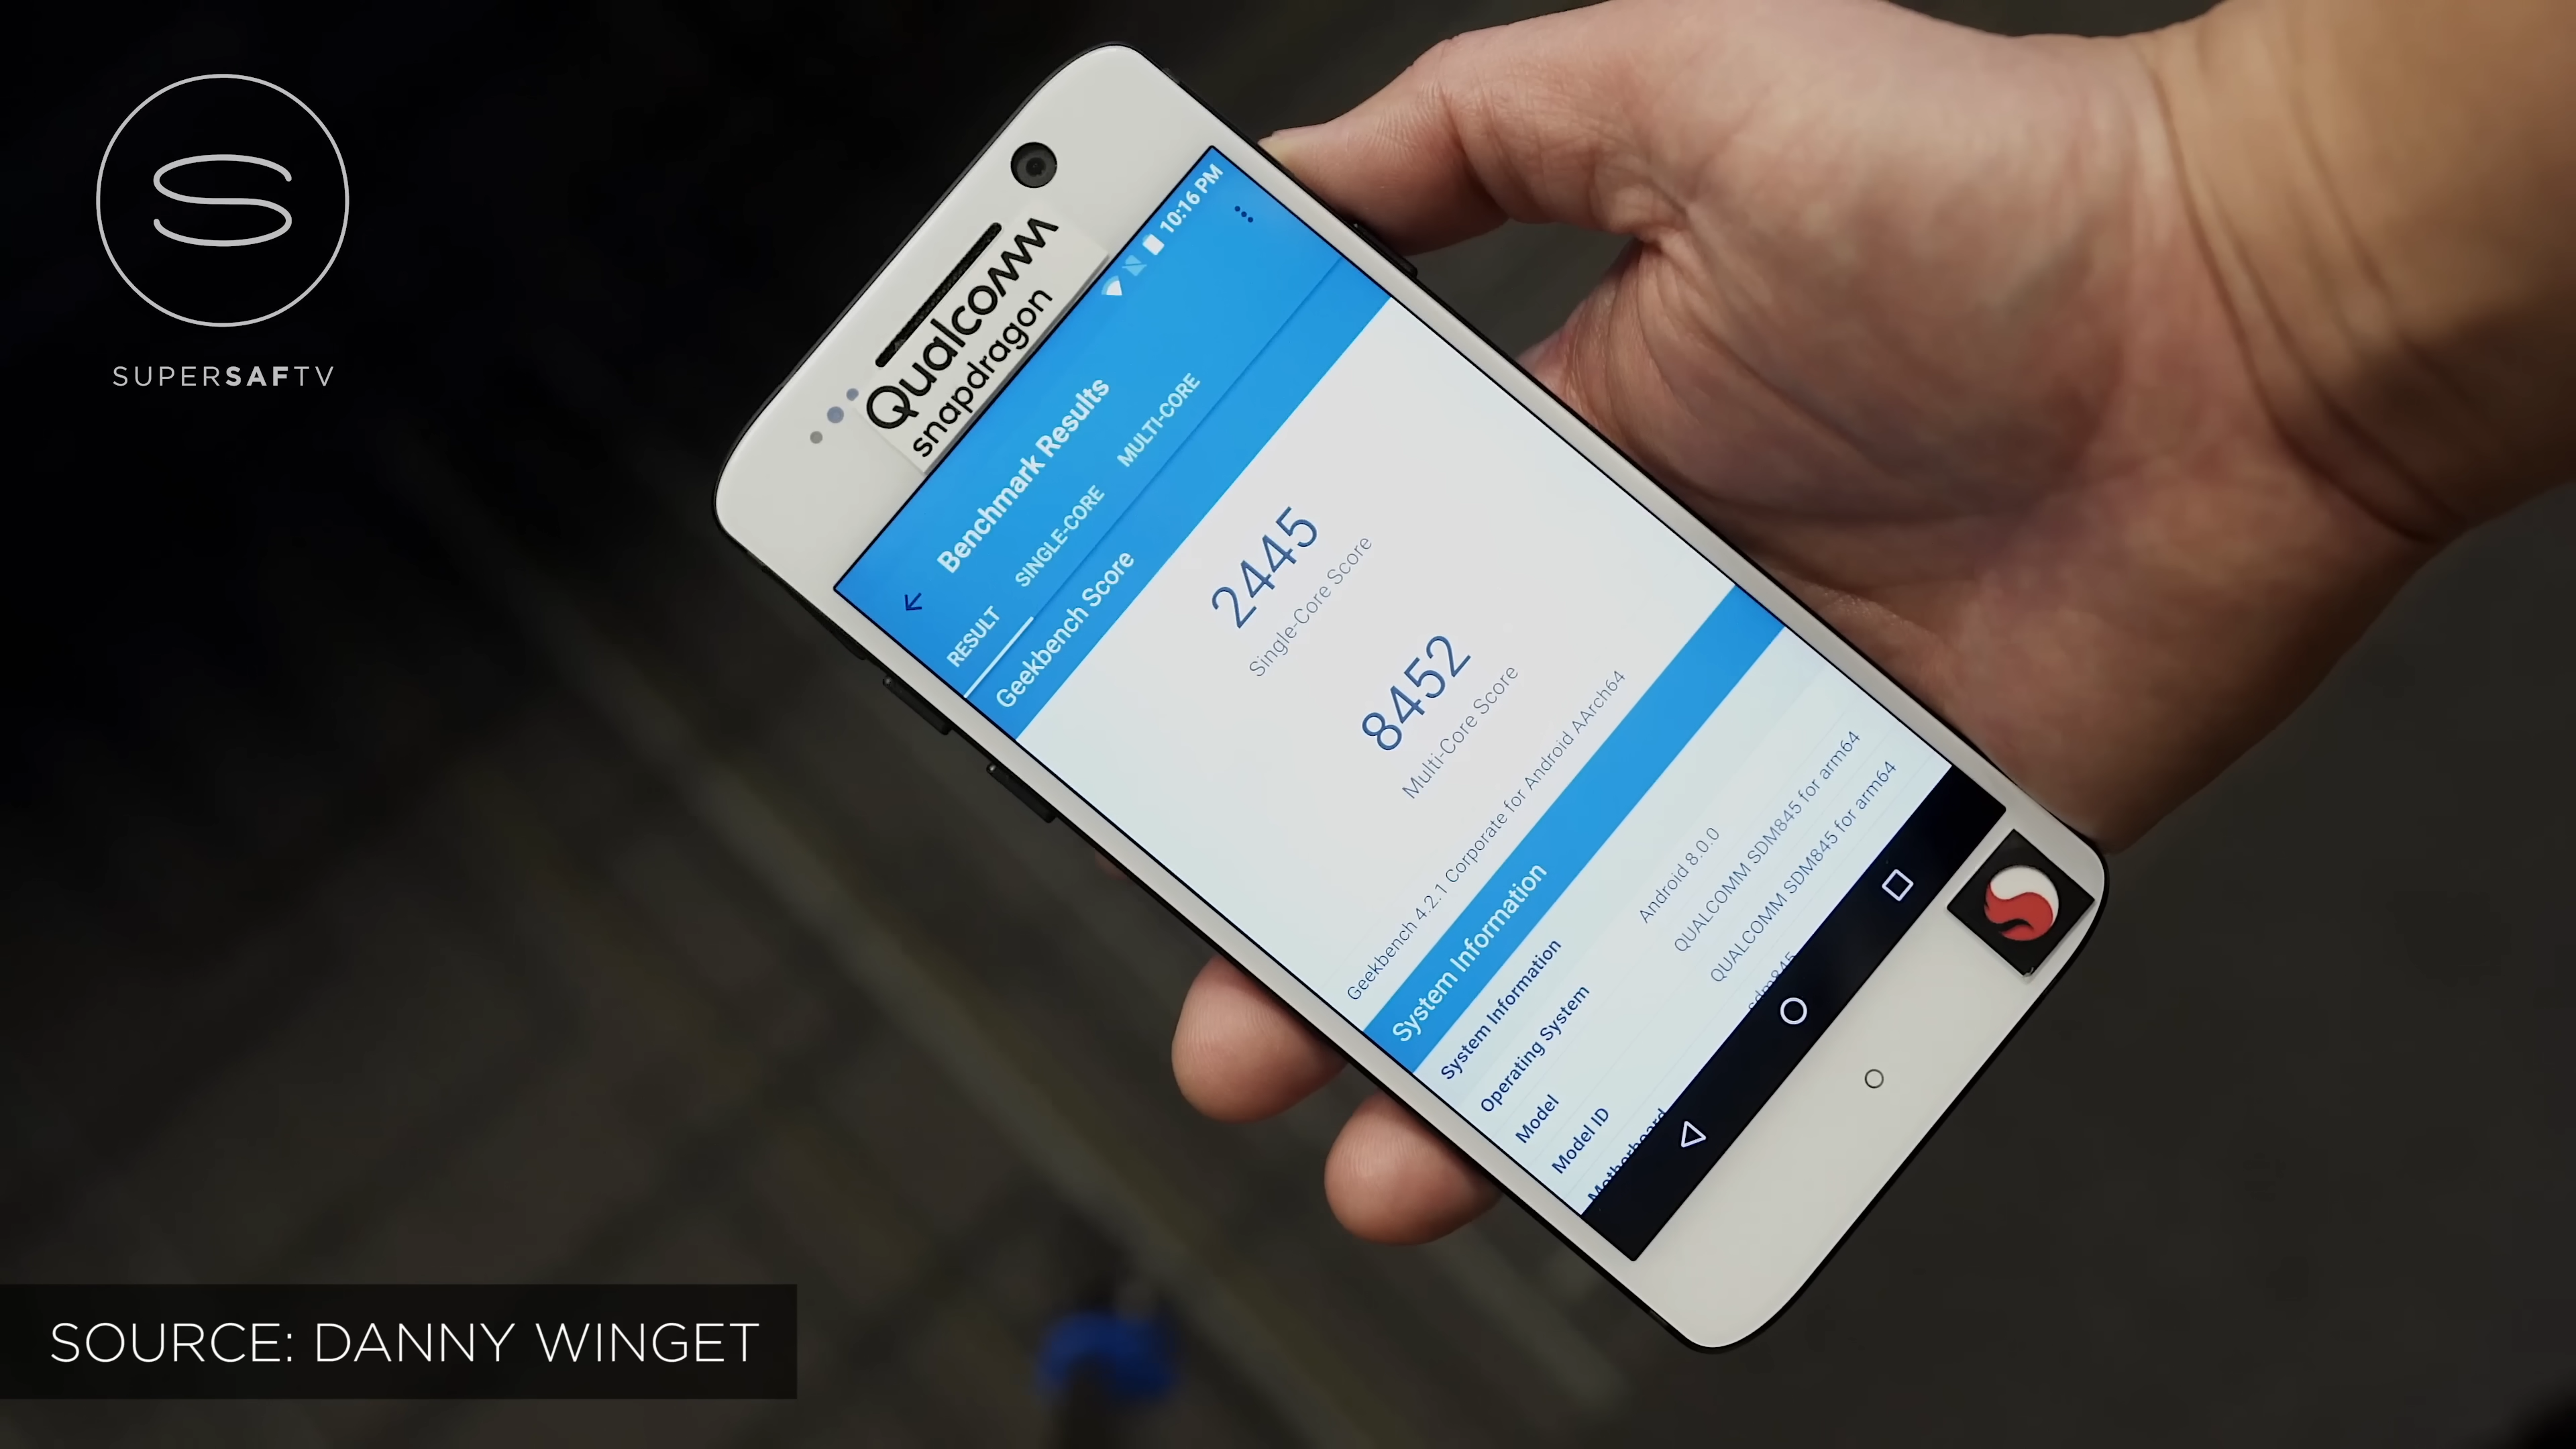 SUPERSAFTV
Qualcomm
snapdragon
10:16 PM
Benchmark Results
RESULT SINGLE-CORE MULTI-CORE
Geekbench Score
2445
Single-Core Score
8452
Multi-Core Score
Geekbench 4.2.1 Corporate for Android AArch64
System Information
System Information
Operating System Android 8.0.0
Model QUALCOMM SDM845 for arm64
Model ID QUALCOMM SDM845 for arm64
Motherboard sdm845
SOURCE: DANNY WINGET